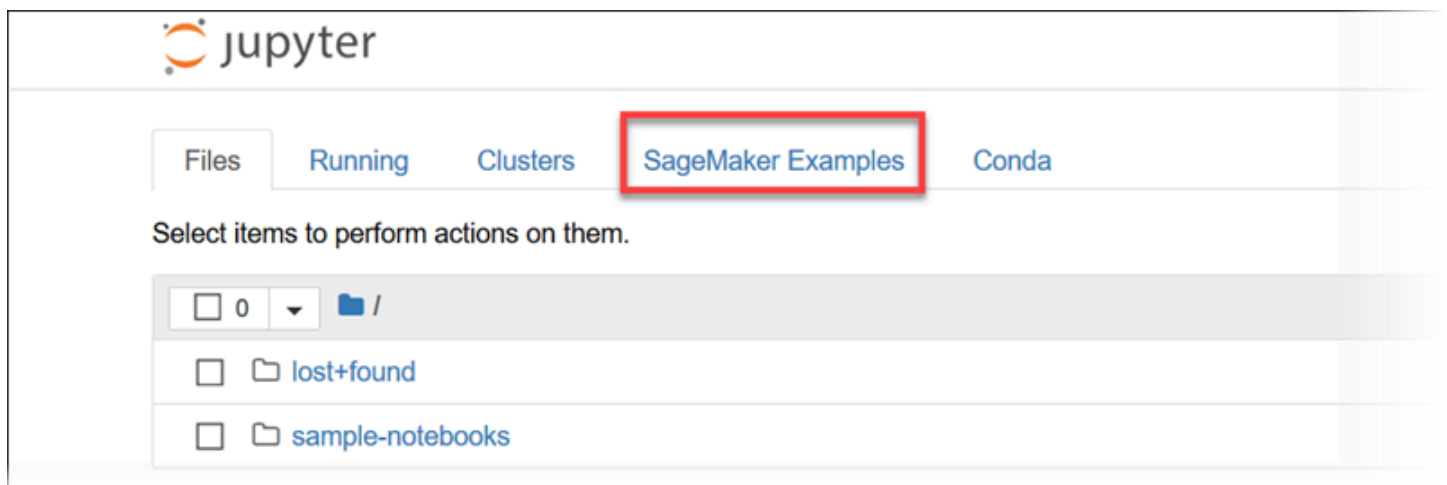 jupyter
Files Running Clusters SageMaker Examples Conda
Select items to perform actions on them.
0 /
lost+found
sample-notebooks